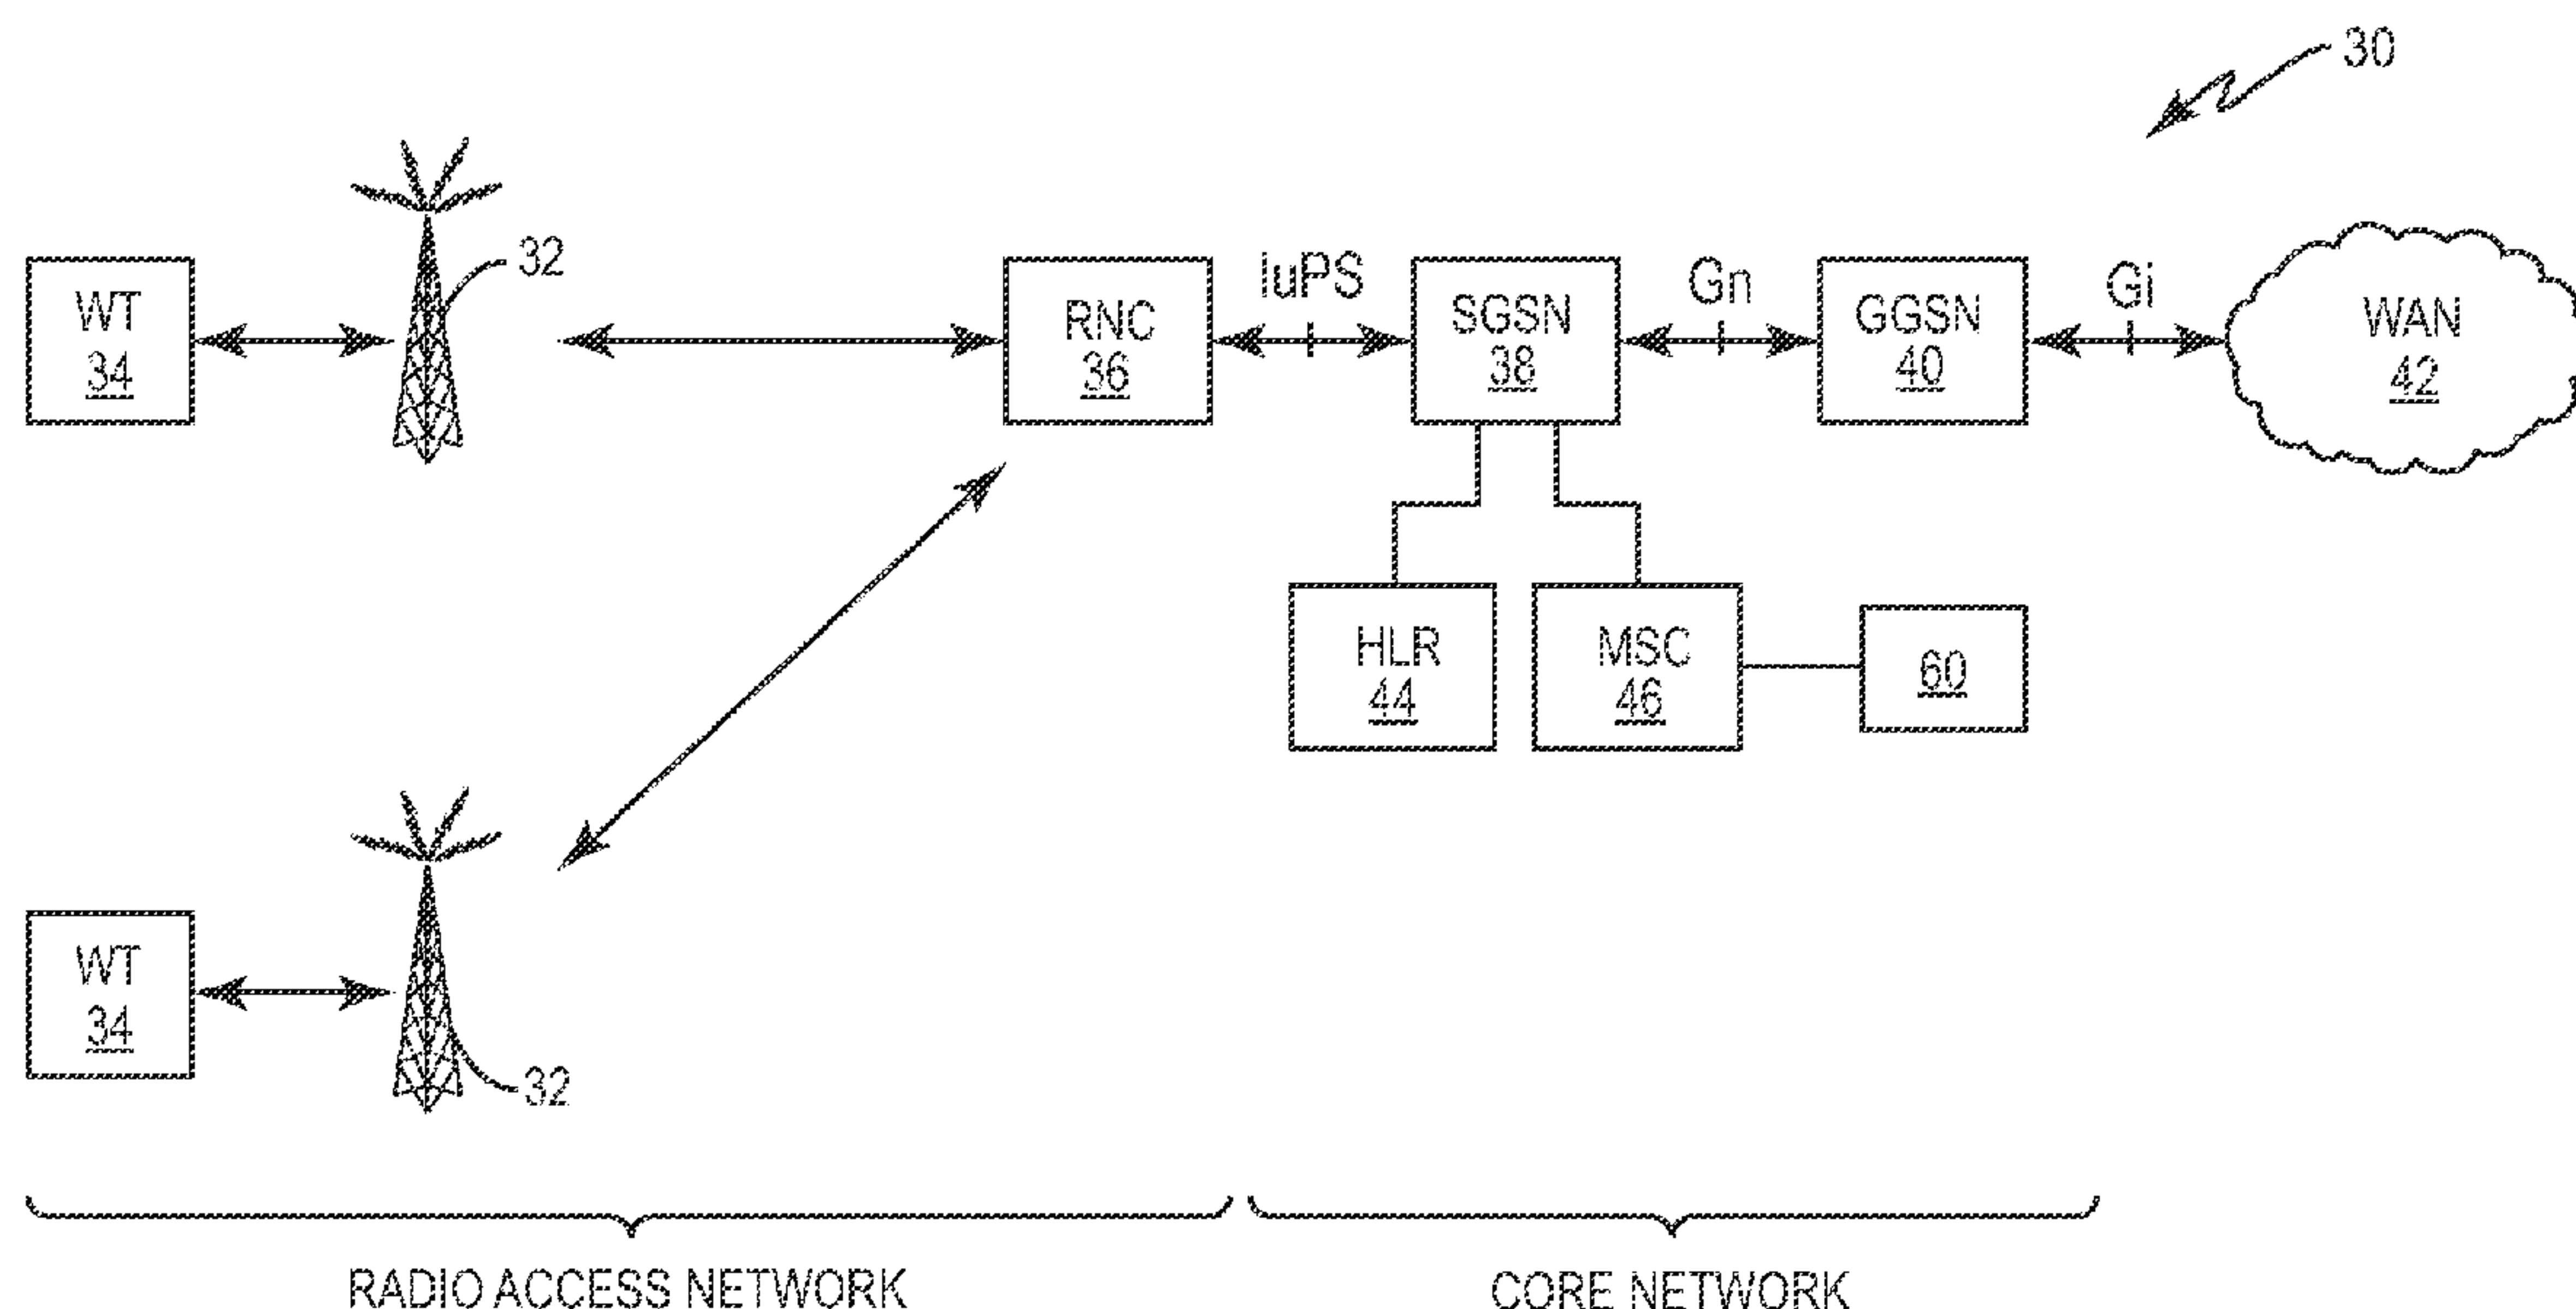 30
32
WT
34
RNC
36
IuPS
SGSN
38
Gn
GGSN
40
Gi
WAN
42
HLR
44
MSC
46
60
WT
34
32
RADIO ACCESS NETWORK
CORE NETWORK